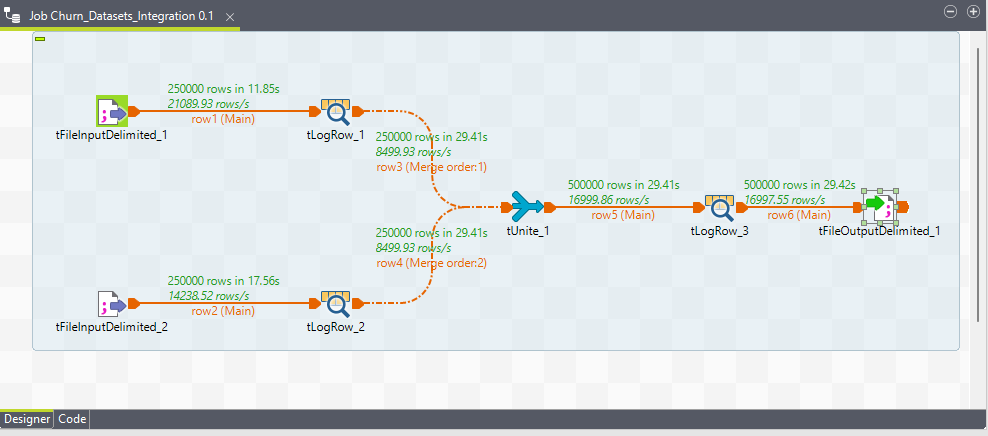 Job Churn_Datasets_Integration 0.1
250000 rows in 11.85s
21089.93 rows/s
row1 (Main)
tFileInputDelimited_1
tLogRow_1
250000 rows in 29.41s
8499.93 rows/s
row3 (Merge order:1)
500000 rows in 29.41s
16999.86 rows/s
row5 (Main)
500000 rows in 29.42s
16997.55 rows/s
row6 (Main)
tUnite_1
tLogRow_3
tFileOutputDelimited_1
250000 rows in 29.41s
8499.93 rows/s
row4 (Merge order:2)
250000 rows in 17.56s
14238.52 rows/s
row2 (Main)
tFileInputDelimited_2
tLogRow_2
Designer
Code